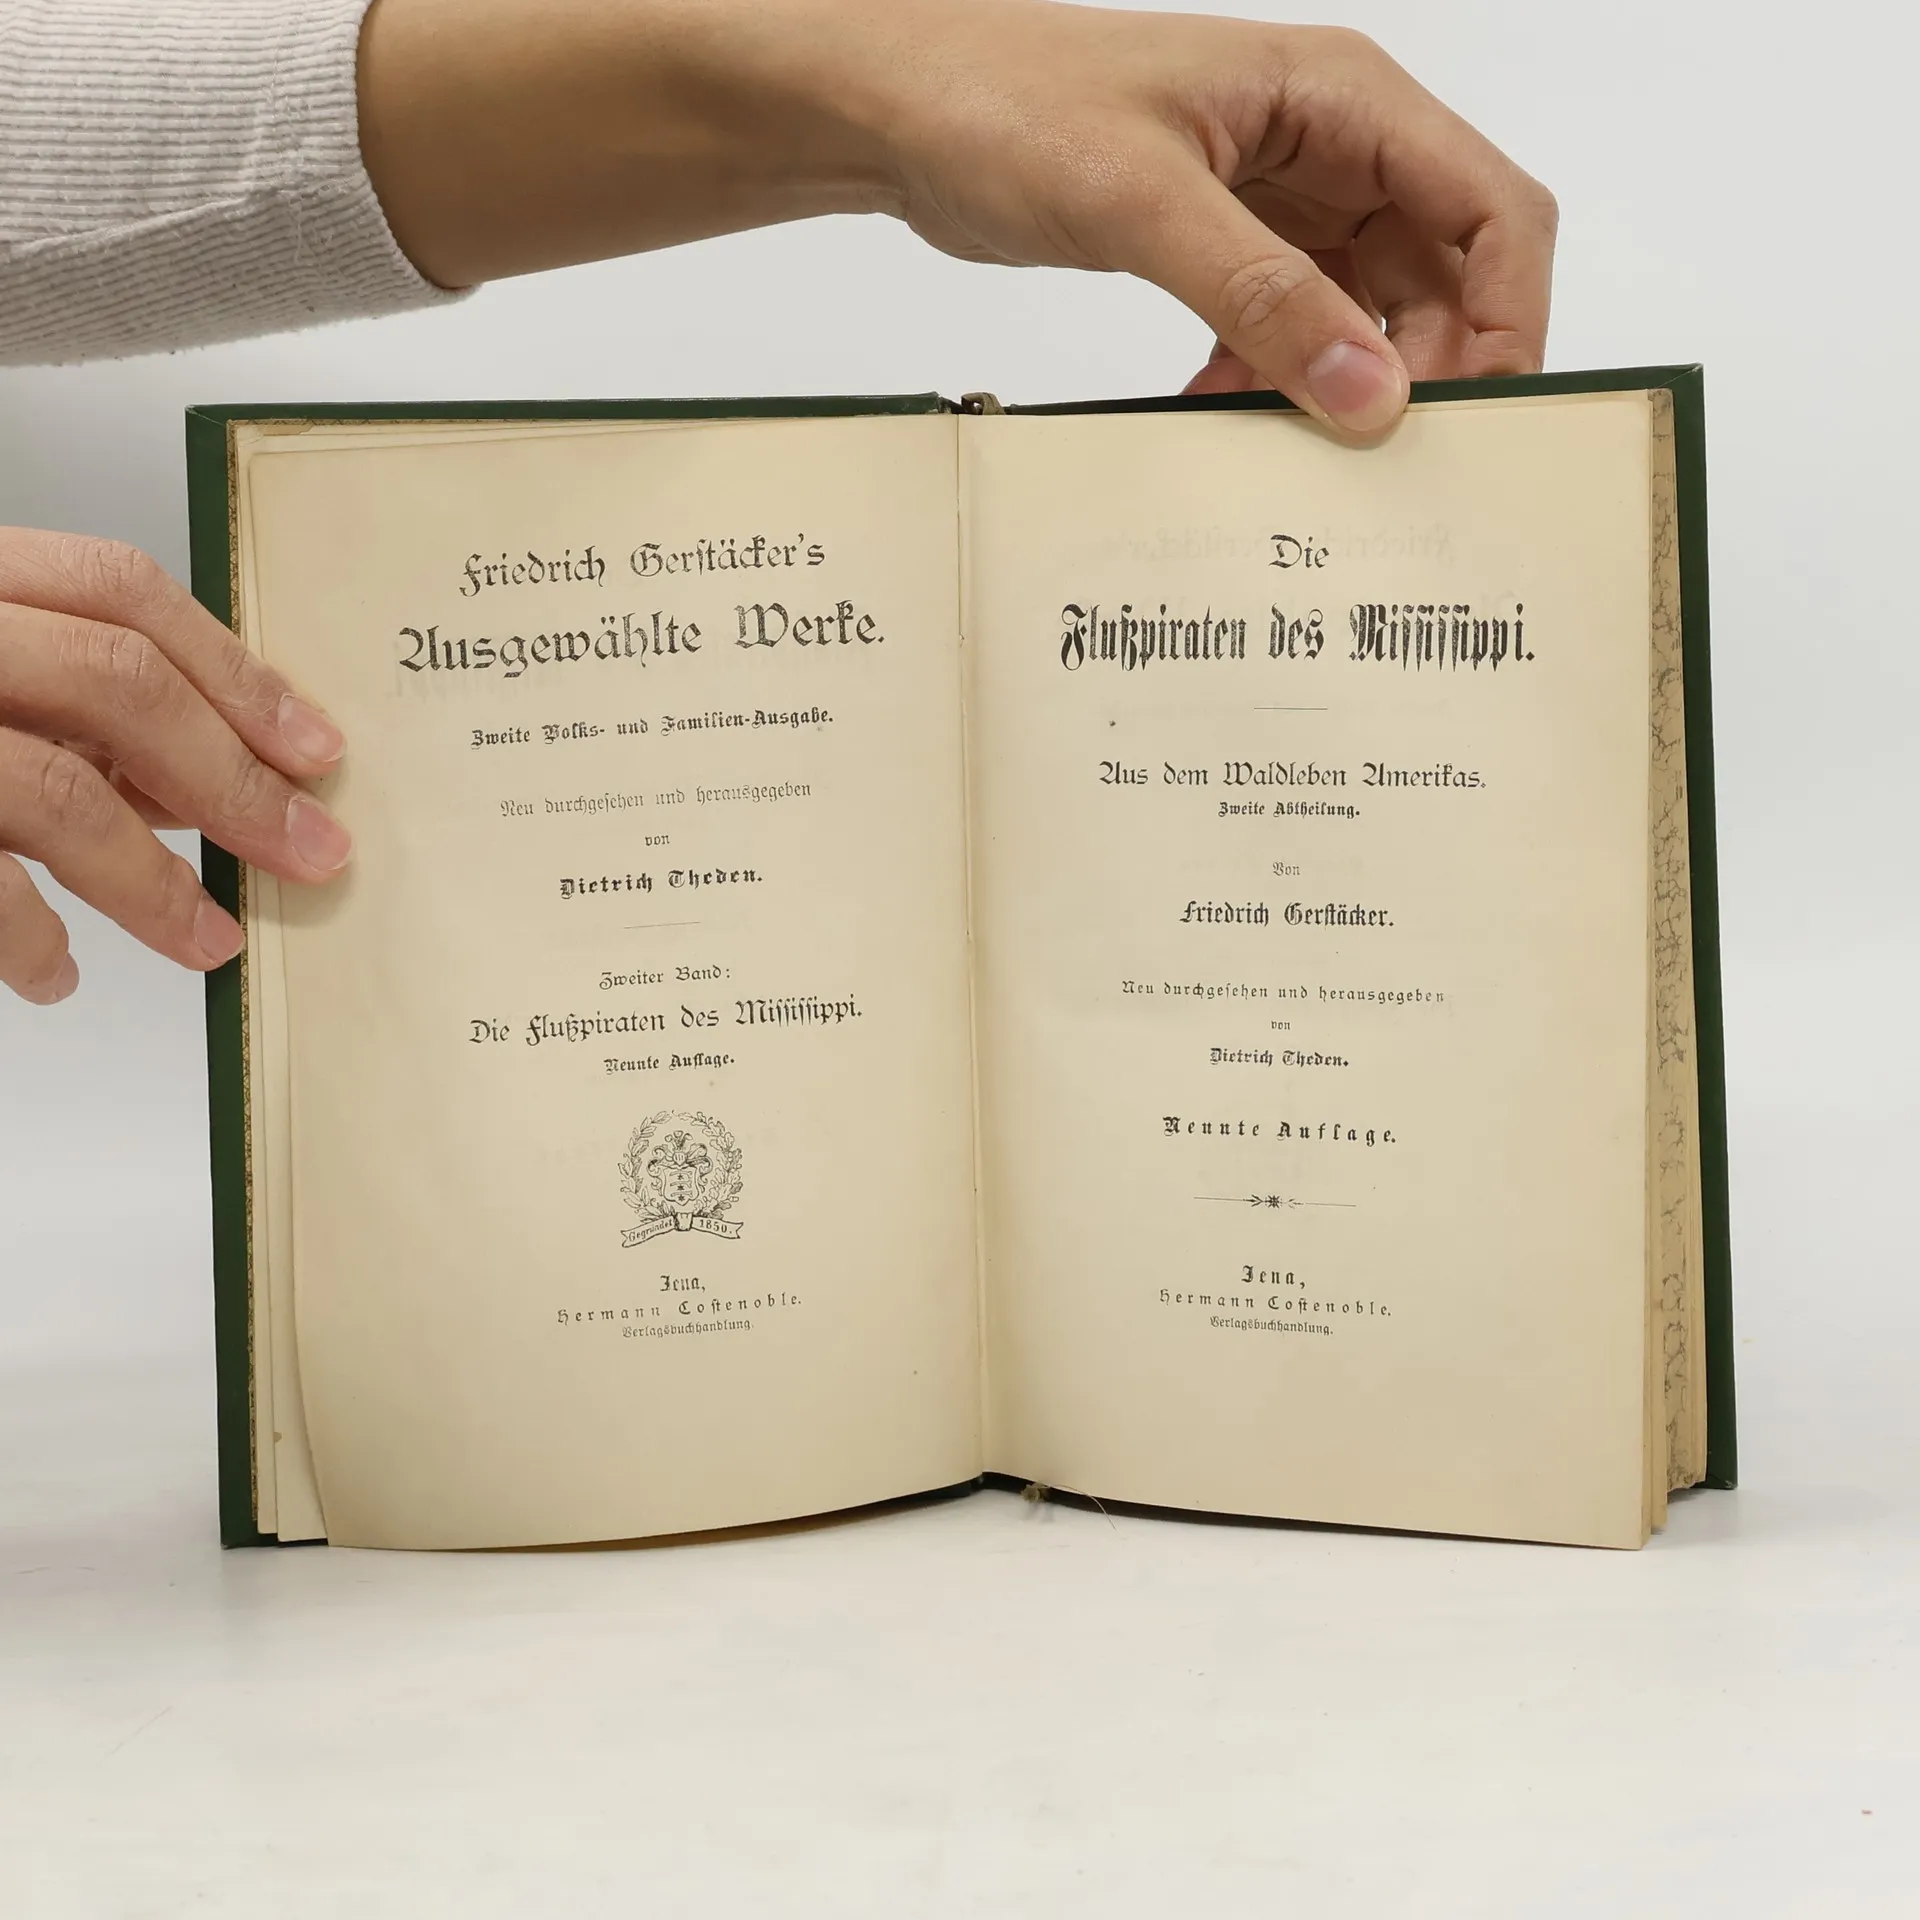 Friedrich Gerſtäcker's
Ausgewählte Werke.
Zweite Volks- und Familien-Ausgabe.
Neu durchgeſehen und herausgegeben
von
Dietrich Theden.
Zweiter Band:
Die Flußpiraten des Miſſiſſippi.
Neunte Auflage.
Gegründet 1850.
Jena,
Hermann Coſtenoble.
Verlagsbuchhandlung.
Die
Flußpiraten des Miſſiſſippi.
Aus dem Waldleben Amerikas.
Zweite Abtheilung.
Von
Friedrich Gerſtäcker.
Neu durchgeſehen und herausgegeben
von
Dietrich Theden.
Neunte Auflage.
Jena,
Hermann Coſtenoble.
Verlagsbuchhandlung.